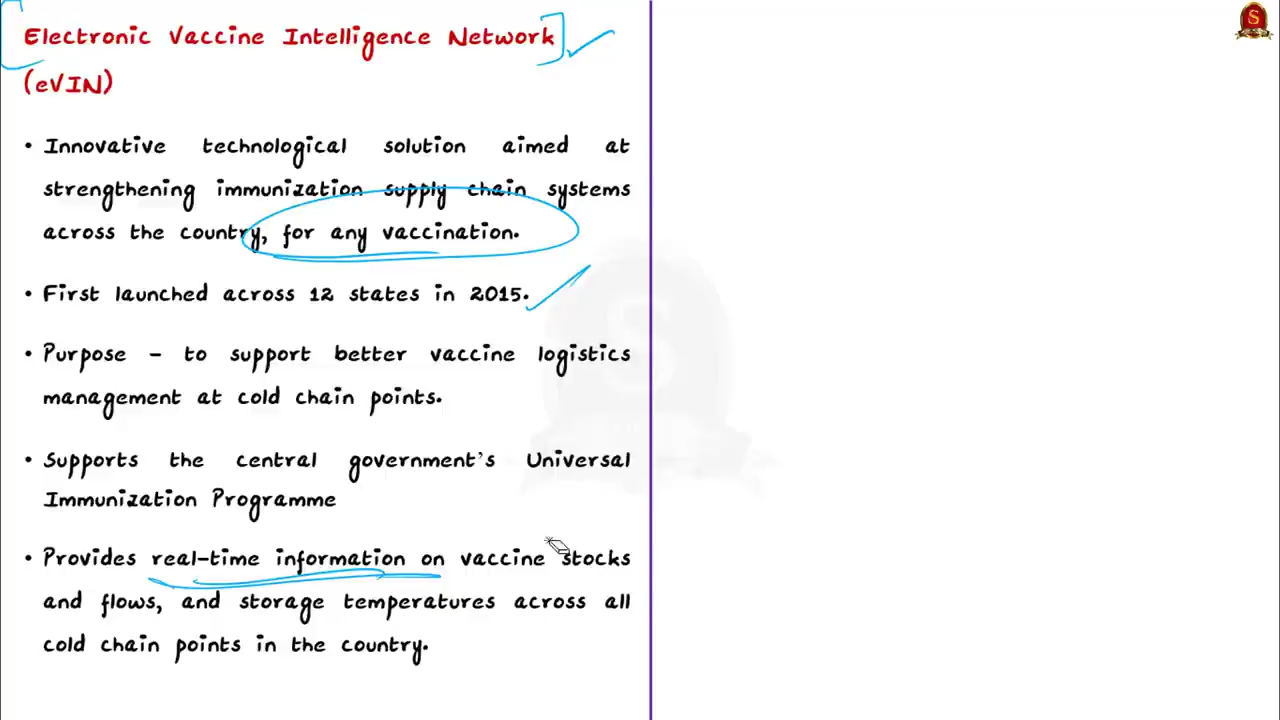 Electronic Vaccine Intelligence Network
(eVIN)
• Innovative technological solution aimed at
strengthening immunization supply chain systems
across the country, for any vaccination.
• First launched across 12 states in 2015.
• Purpose – to support better vaccine logistics
management at cold chain points.
• Supports the central government's Universal
Immunization Programme
• Provides real-time information on vaccine stocks
and flows, and storage temperatures across all
cold chain points in the country.
S